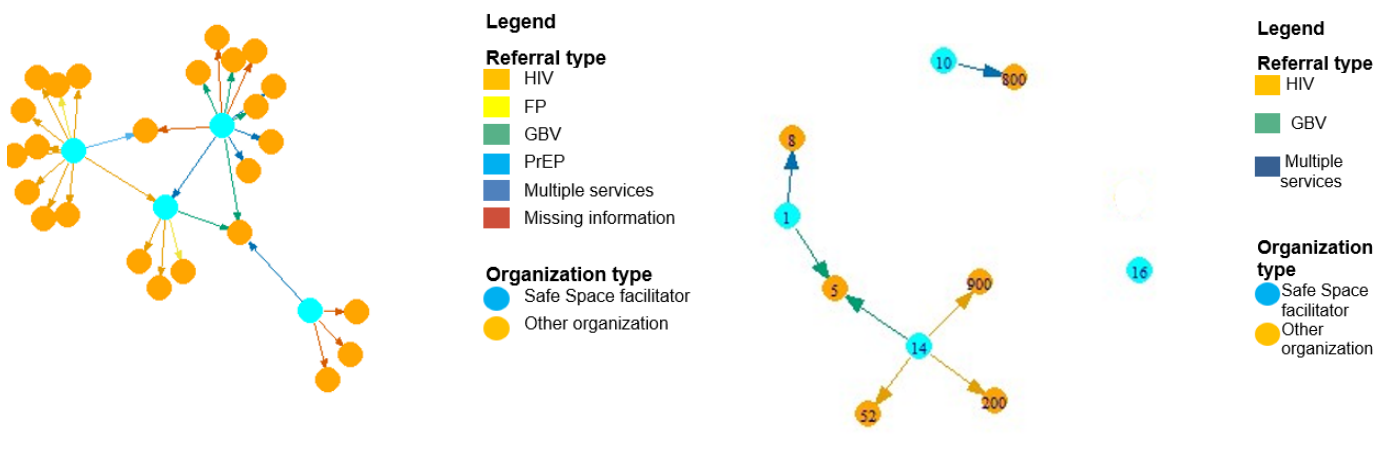 Legend
Referral type
HIV
FP
GBV
PrEP
Multiple services
Missing information
Organization type
Safe Space facilitator
Other organization
10
800
8
1
5
900
16
14
52
200
Legend
Referral type
HIV
GBV
Multiple
services
Organization
type
Safe Space
facilitator
Other
organization